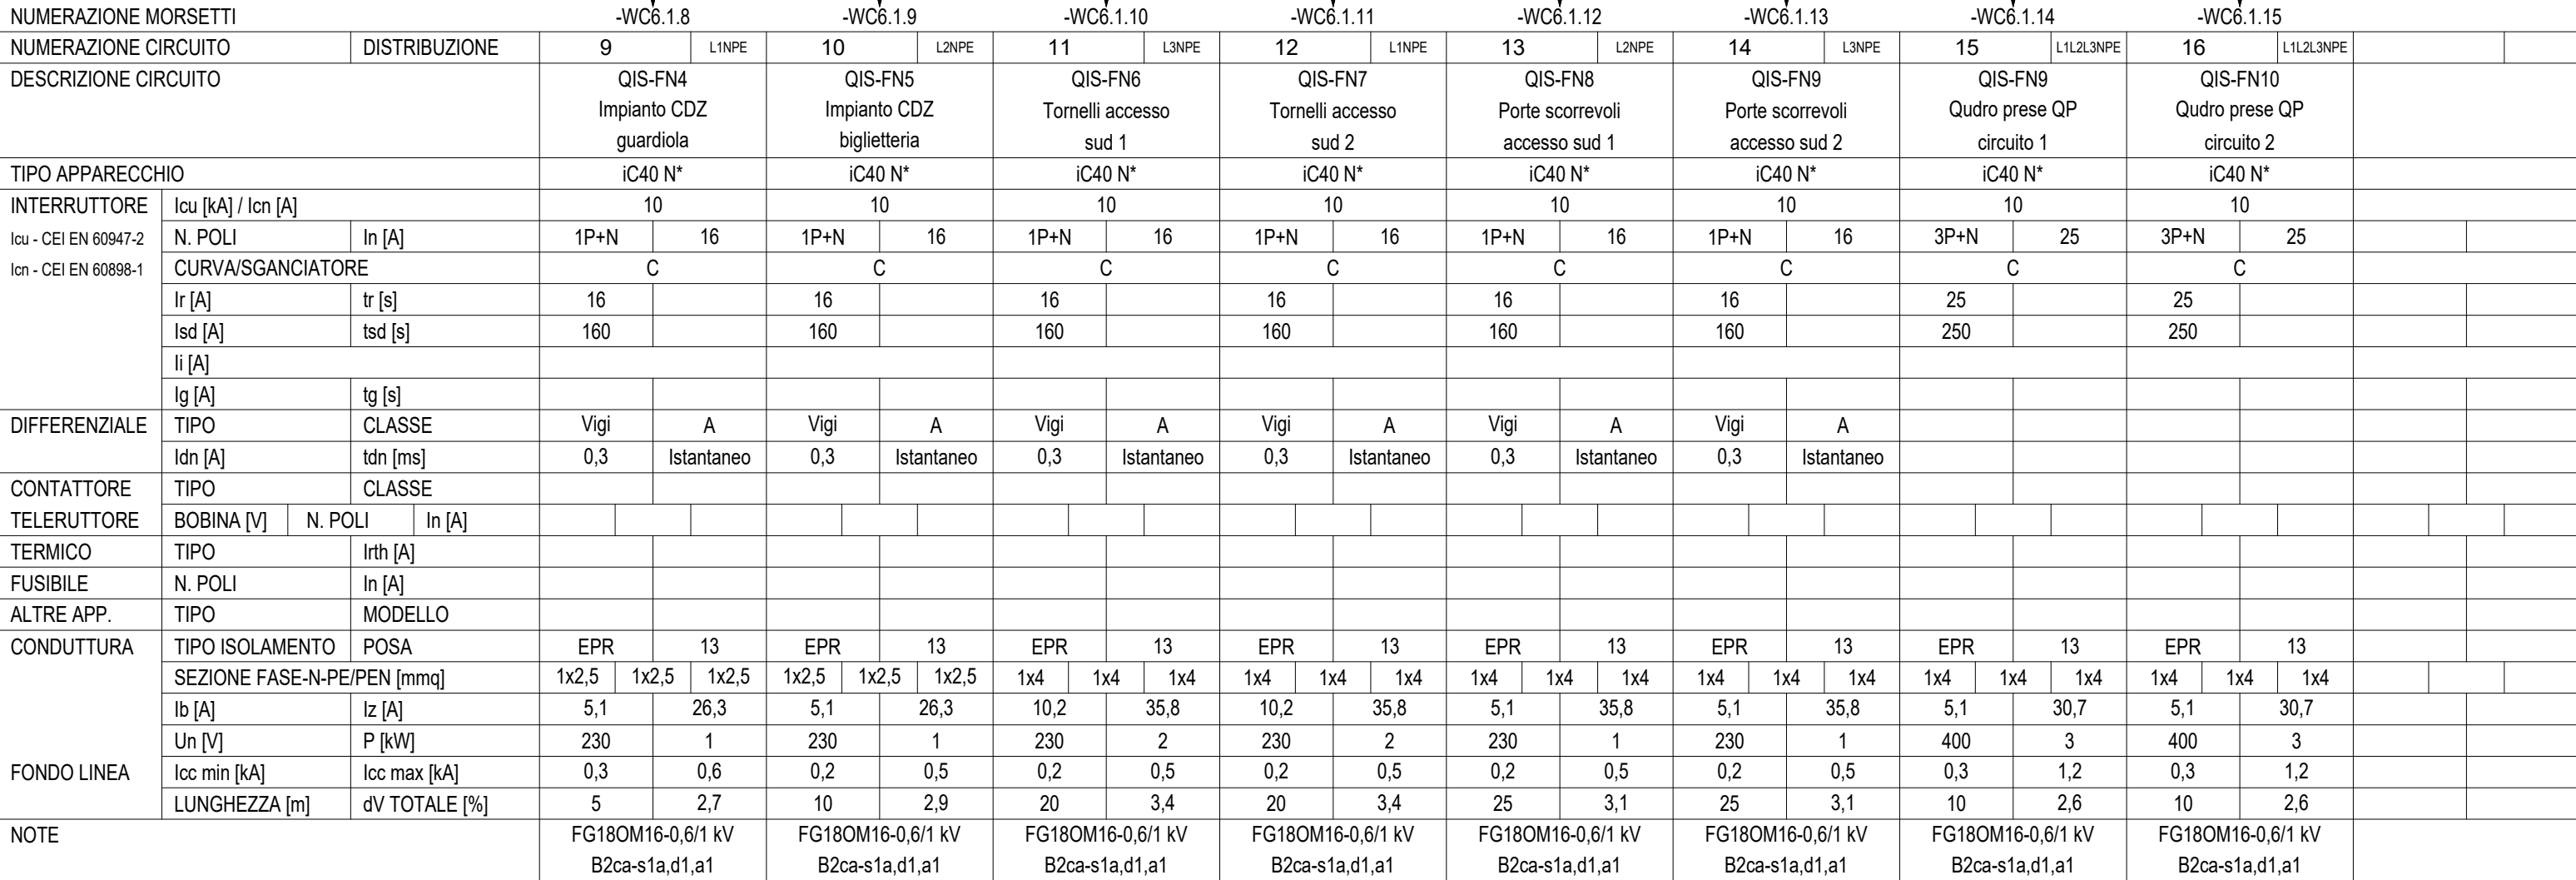 NUMERAZIONE MORSETTI -WC6.1.8 -WC6.1.9 -WC6.1.10 -WC6.1.11 -WC6.1.12 -WC6.1.13 -WC6.1.14 -WC6.1.15
NUMERAZIONE CIRCUITO DISTRIBUZIONE 9 L1NPE 10 L2NPE 11 L3NPE 12 L1NPE 13 L2NPE 14 L3NPE 15 L1L2L3NPE 16 L1L2L3NPE
DESCRIZIONE CIRCUITO QIS-FN4 QIS-FN5 QIS-FN6 QIS-FN7 QIS-FN8 QIS-FN9 QIS-FN9 QIS-FN10
Impianto CDZ Impianto CDZ Tornelli accesso Tornelli accesso Porte scorrevoli Porte scorrevoli Qudro prese QP Qudro prese QP
guardiola biglietteria sud 1 sud 2 accesso sud 1 accesso sud 2 circuito 1 circuito 2
TIPO APPARECCHIO iC40 N* iC40 N* iC40 N* iC40 N* iC40 N* iC40 N* iC40 N* iC40 N*
INTERRUTTORE Icu [kA] / Icn [A] 10 10 10 10 10 10 10 10
Icu - CEI EN 60947-2 N. POLI In [A] 1P+N 16 1P+N 16 1P+N 16 1P+N 16 1P+N 16 1P+N 16 3P+N 25 3P+N 25
Icn - CEI EN 60898-1 CURVA/SGANCIATORE C C C C C C C C
Ir [A] tr [s] 16 16 16 16 16 16 25 25
Isd [A] tsd [s] 160 160 160 160 160 160 250 250
Ii [A]
Ig [A] tg [s]
DIFFERENZIALE TIPO CLASSE Vigi A Vigi A Vigi A Vigi A Vigi A Vigi A
Idn [A] tdn [ms] 0,3 Istantaneo 0,3 Istantaneo 0,3 Istantaneo 0,3 Istantaneo 0,3 Istantaneo 0,3 Istantaneo
CONTATTORE TIPO CLASSE
TELERUTTORE BOBINA [V] N. POLI In [A]
TERMICO TIPO Irth [A]
FUSIBILE N. POLI In [A]
ALTRE APP. TIPO MODELLO
CONDUTTURA TIPO ISOLAMENTO POSA EPR 13 EPR 13 EPR 13 EPR 13 EPR 13 EPR 13 EPR 13 EPR 13
SEZIONE FASE-N-PE/PEN [mmq] 1x2,5 1x2,5 1x2,5 1x2,5 1x2,5 1x2,5 1x4 1x4 1x4 1x4 1x4 1x4 1x4 1x4 1x4 1x4 1x4 1x4 1x4 1x4 1x4 1x4 1x4 1x4
Ib [A] Iz [A] 5,1 26,3 5,1 26,3 10,2 35,8 10,2 35,8 5,1 35,8 5,1 35,8 5,1 30,7 5,1 30,7
Un [V] P [kW] 230 1 230 1 230 2 230 2 230 1 230 1 400 3 400 3
FONDO LINEA Icc min [kA] Icc max [kA] 0,3 0,6 0,2 0,5 0,2 0,5 0,2 0,5 0,2 0,5 0,2 0,5 0,3 1,2 0,3 1,2
LUNGHEZZA [m] dV TOTALE [%] 5 2,7 10 2,9 20 3,4 20 3,4 25 3,1 25 3,1 10 2,6 10 2,6
NOTE FG18OM16-0,6/1 kV FG18OM16-0,6/1 kV FG18OM16-0,6/1 kV FG18OM16-0,6/1 kV FG18OM16-0,6/1 kV FG18OM16-0,6/1 kV FG18OM16-0,6/1 kV FG18OM16-0,6/1 kV
B2ca-s1a,d1,a1 B2ca-s1a,d1,a1 B2ca-s1a,d1,a1 B2ca-s1a,d1,a1 B2ca-s1a,d1,a1 B2ca-s1a,d1,a1 B2ca-s1a,d1,a1 B2ca-s1a,d1,a1